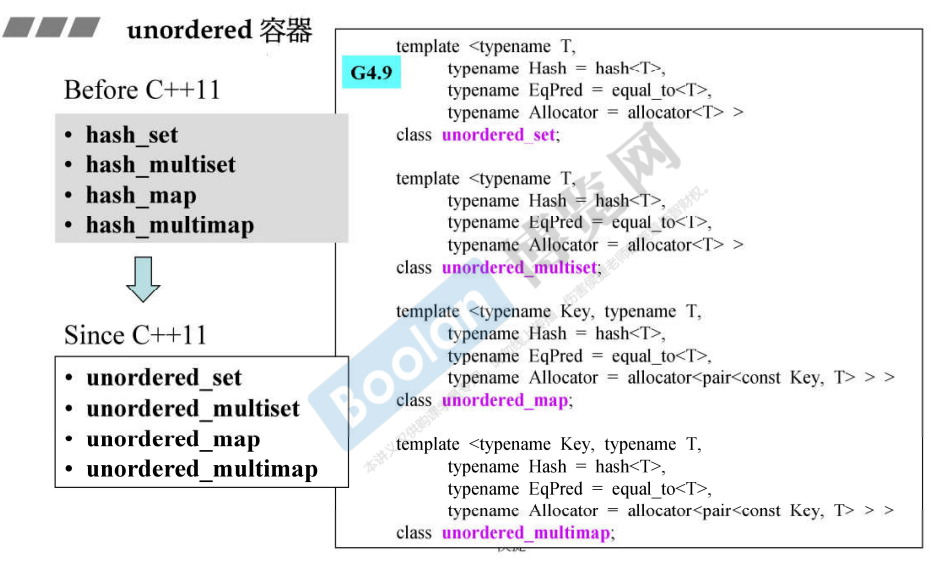 unordered 容器
Before C++11
• hash_set
• hash_multiset
• hash_map
• hash_multimap
Since C++11
• unordered_set
• unordered_multiset
• unordered_map
• unordered_multimap
G4.9
template <typename T,
typename Hash = hash<T>,
typename EqPred = equal_to<T>,
typename Allocator = allocator<T> >
class unordered_set;
template <typename T,
typename Hash = hash<T>,
typename EqPred = equal_to<T>,
typename Allocator = allocator<T> >
class unordered_multiset;
template <typename Key, typename T,
typename Hash = hash<T>,
typename EqPred = equal_to<T>,
typename Allocator = allocator<pair<const Key, T> > >
class unordered_map;
template <typename Key, typename T,
typename Hash = hash<T>,
typename EqPred = equal_to<T>,
typename Allocator = allocator<pair<const Key, T> > >
class unordered_multimap;
Boolan 博览网